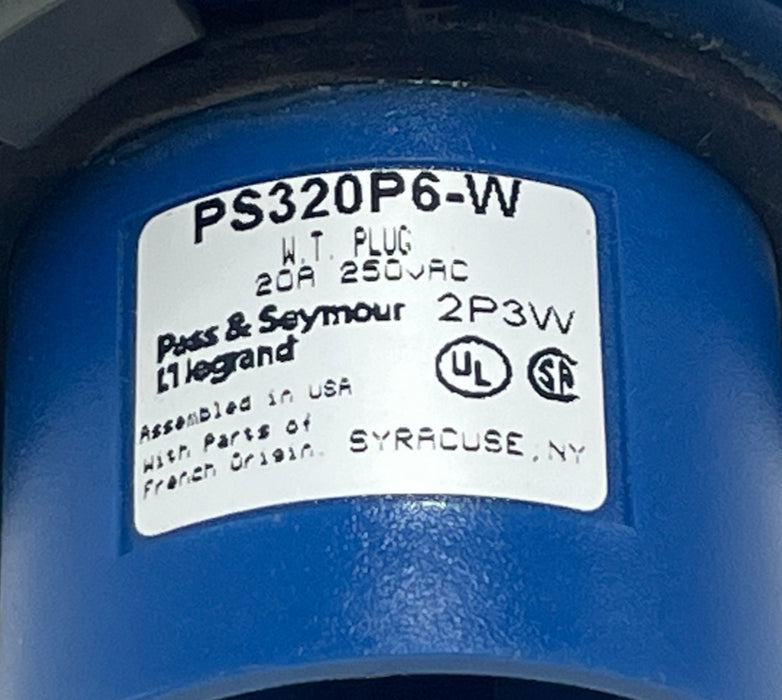 PS320P6-W
W.T. PLUG
20A 250VAC
Pass & Seymour 2P3W
legrand
UL SA
Assembled in USA
With Parts of
French Origin. SYRACUSE, NY